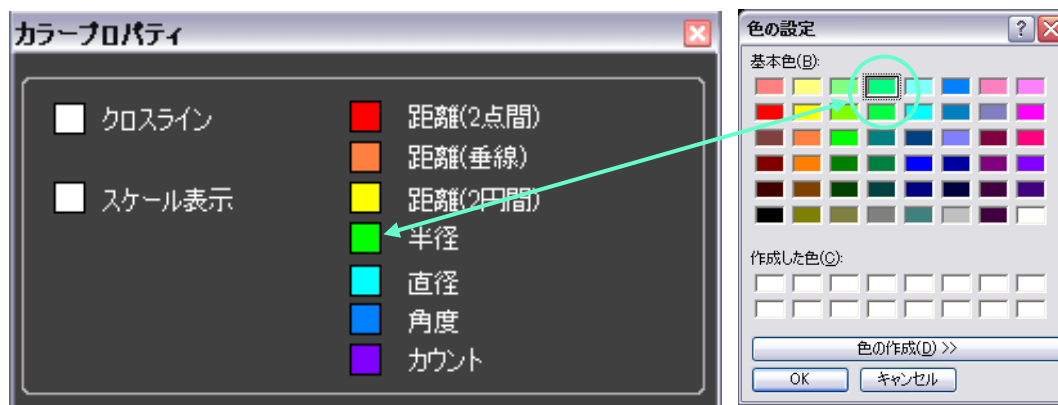 カラープロパティ
クロスライン
スケール表示
距離(2点間)
距離(垂線)
距離(2円間)
半径
直径
角度
カウント
色の設定
?
基本色(B):
作成した色(C):
色の作成(D) >>
OK
キャンセル